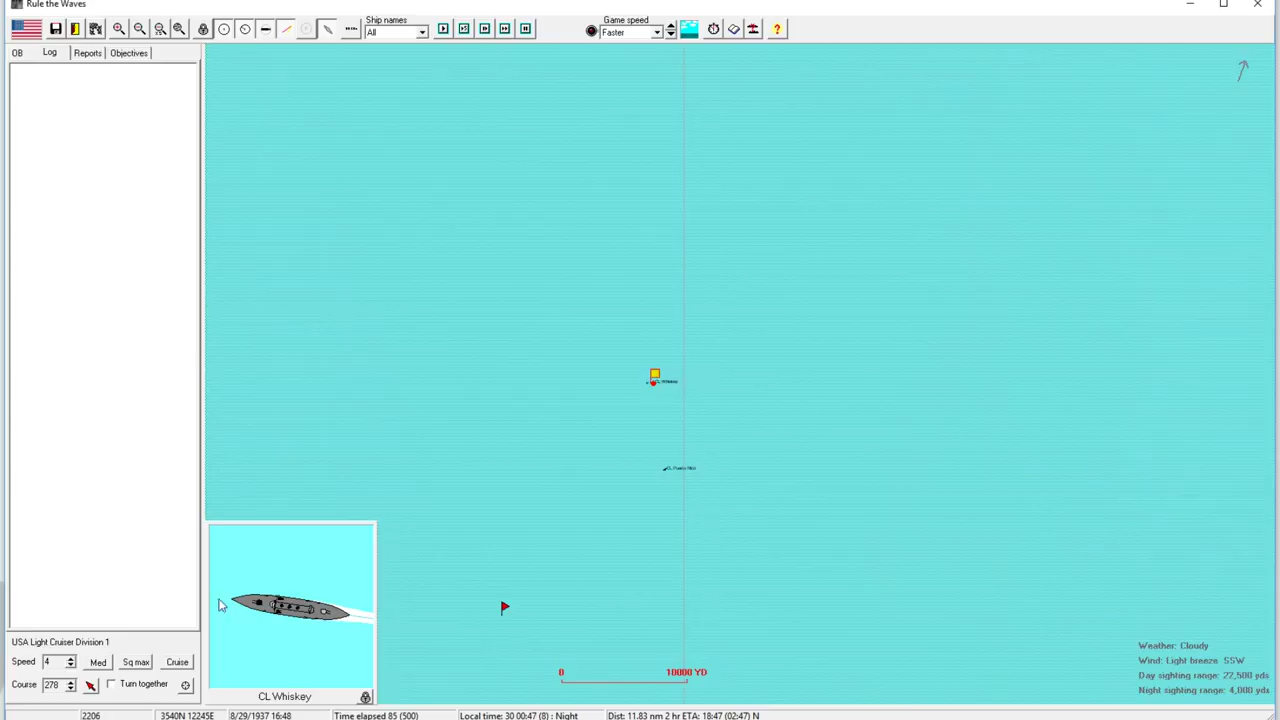 Rule the Waves
Ship names
All
Game speed
Faster
OB
Log
Reports
Objectives
CL Whiskey
USA Light Cruiser Division 1
Speed 4 Med Sq max Cruise
Course 278 Turn together
CL Whiskey
0 10000 YD
Weather: Cloudy
Wind: Light breeze SSW
Day sighting range: 22,500 yds
Night sighting range: 4,000 yds
2206 3540N 12245E 8/29/1937 16:48 Time elapsed 85 (500) Local time: 30 00:47 (8) : Night Dist: 11.83 nm 2 hr ETA: 18:47 (02:47) N